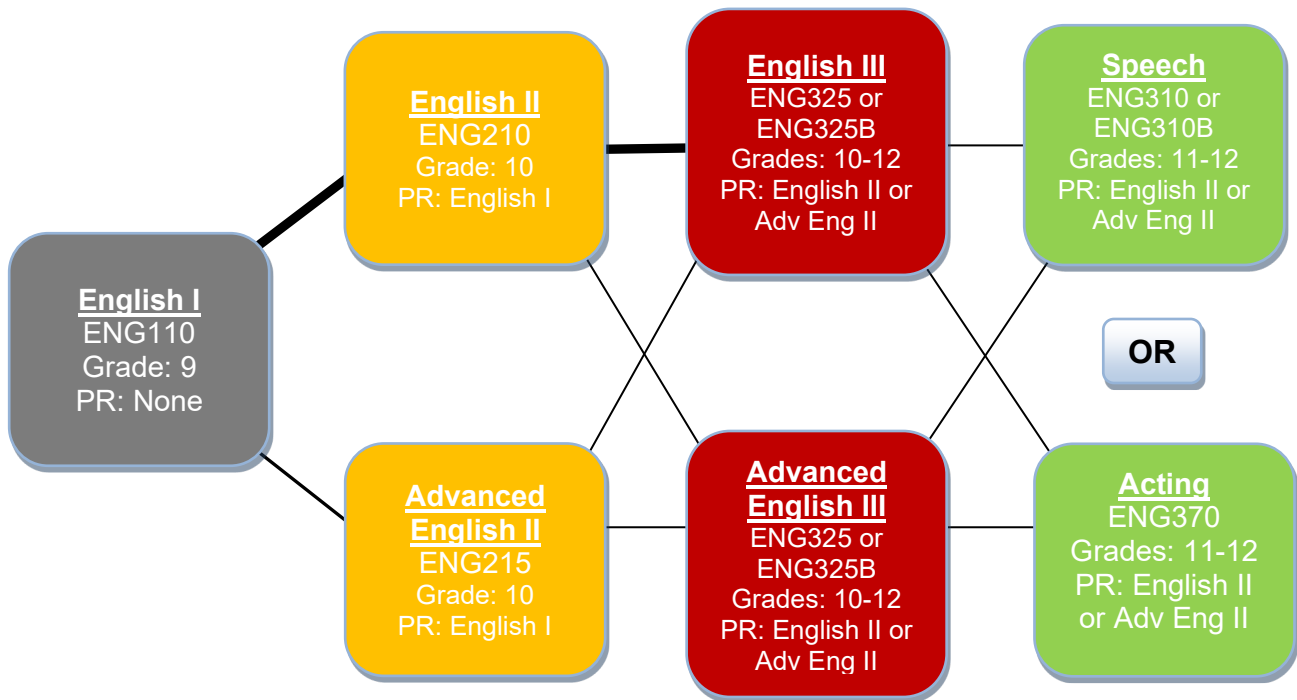 English I
ENG110
Grade: 9
PR: None
English II
ENG210
Grade: 10
PR: English I
Advanced
English II
ENG215
Grade: 10
PR: English I
English III
ENG325 or
ENG325B
Grades: 10-12
PR: English II or
Adv Eng II
Advanced
English III
ENG325 or
ENG325B
Grades: 10-12
PR: English II or
Adv Eng II
Speech
ENG310 or
ENG310B
Grades: 11-12
PR: English II or
Adv Eng II
OR
Acting
ENG370
Grades: 11-12
PR: English II
or Adv Eng II